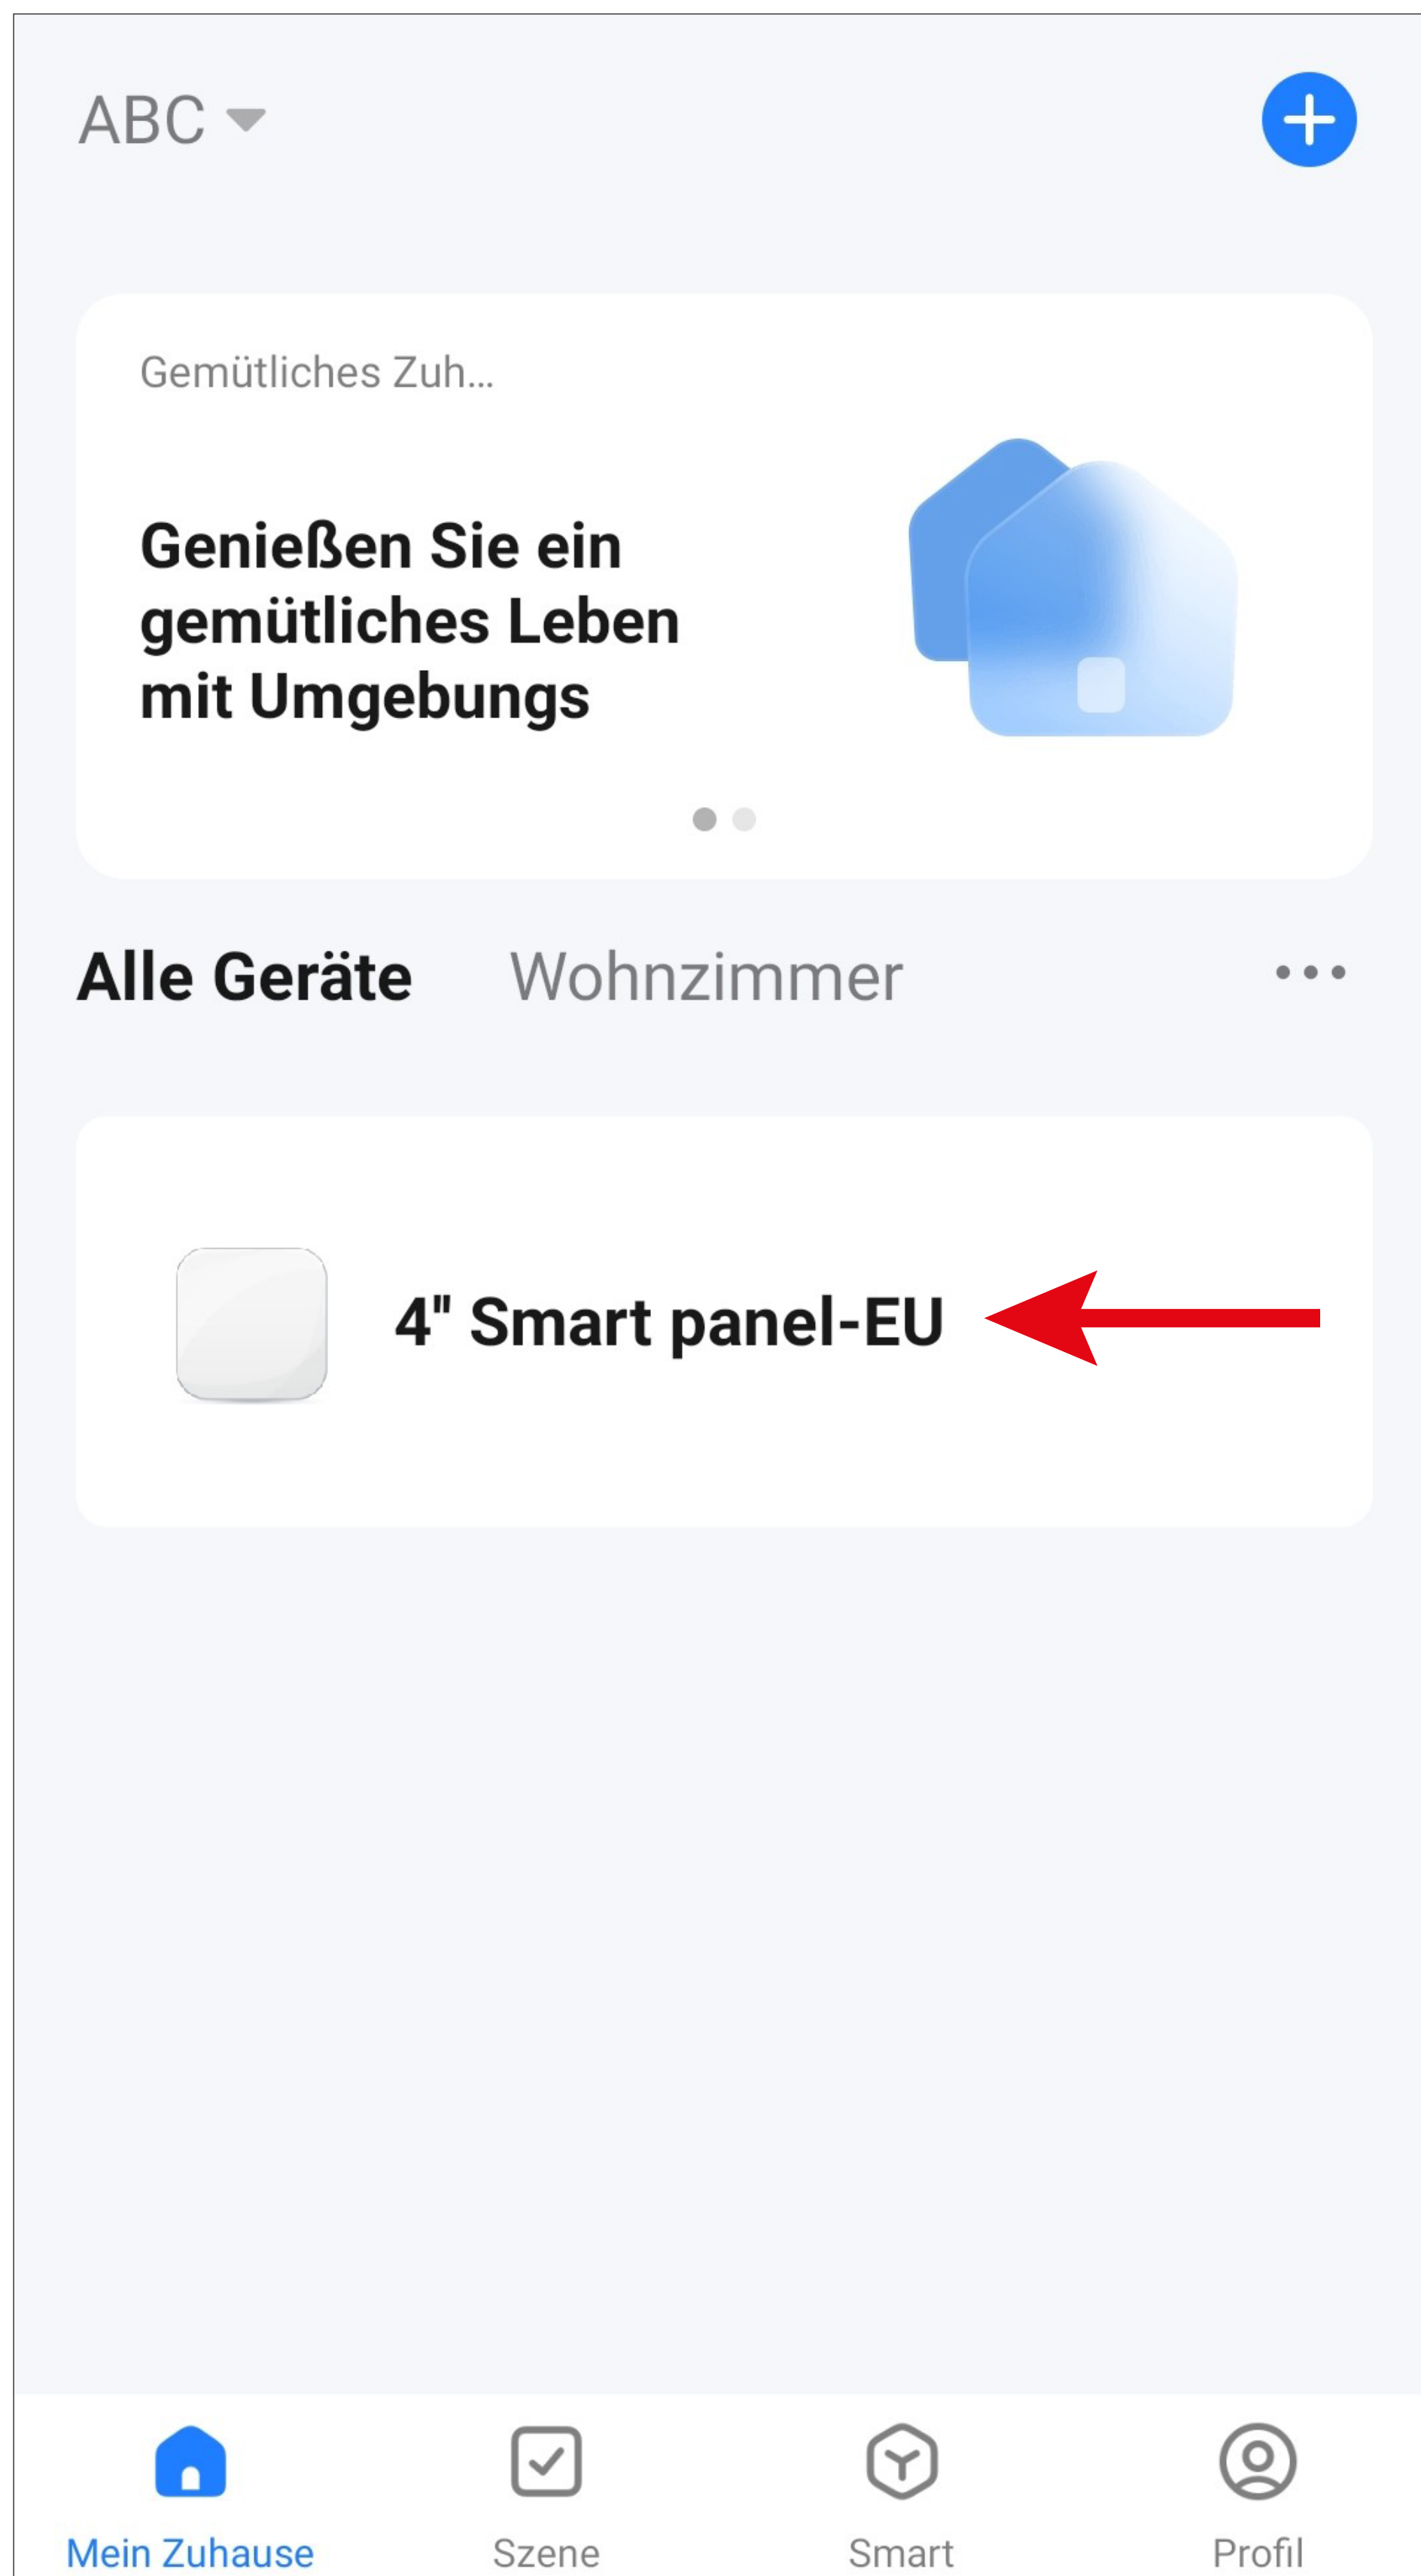 ABC
Gemütliches Zuh...
Genießen Sie ein
gemütliches Leben
mit Umgebungs
Alle Geräte Wohnzimmer
4" Smart panel-EU
Mein Zuhause Szene Smart Profil